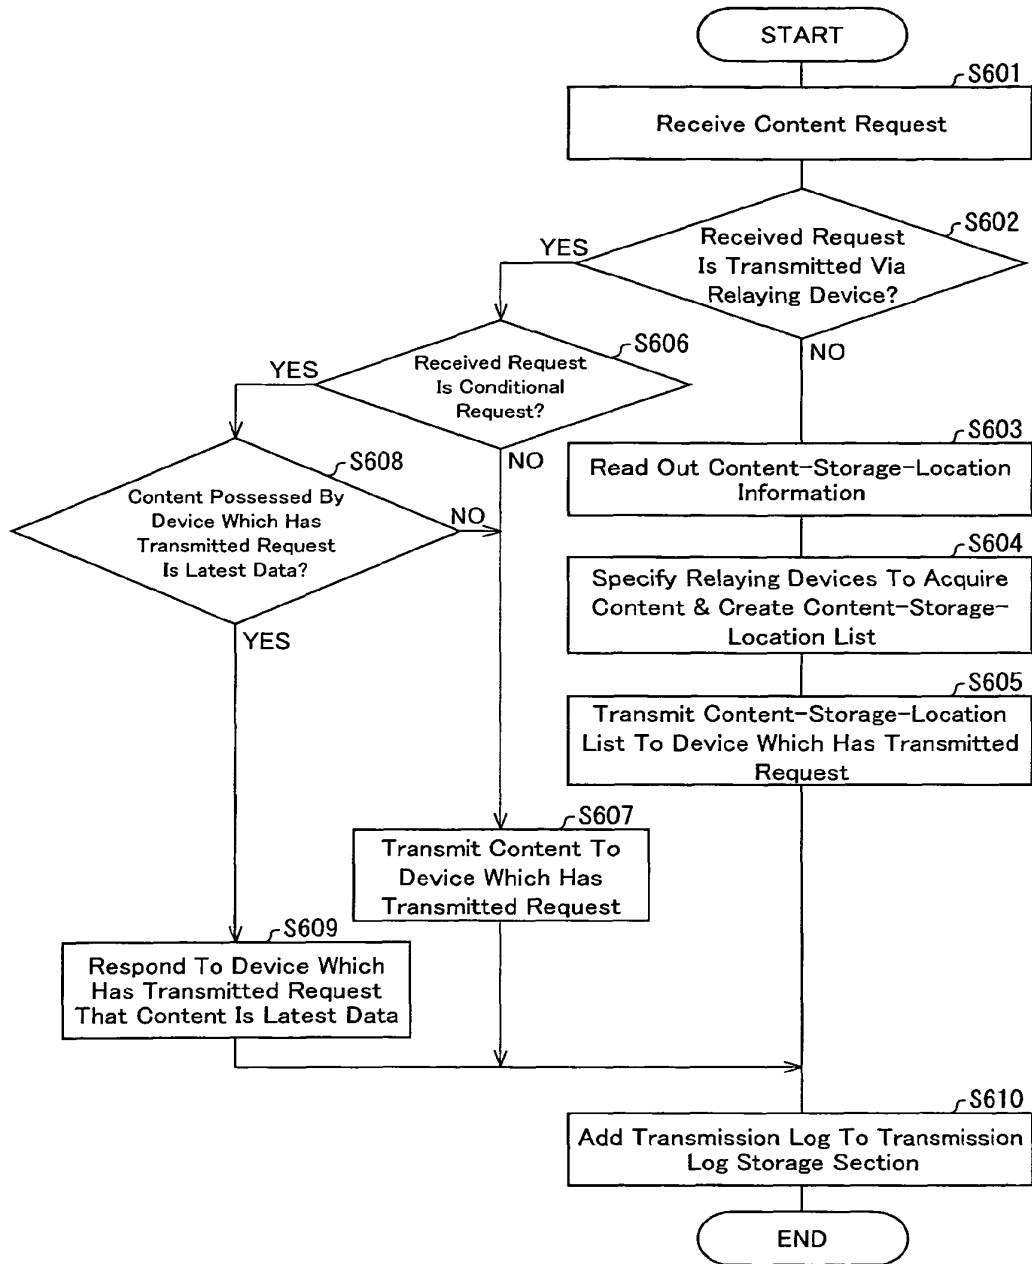 START
S601
Receive Content Request
S602
Received Request
Is Transmitted Via
Relaying Device?
YES
NO
S606
Received Request
Is Conditional
Request?
YES
NO
S603
Read Out Content-Storage-Location
Information
S608
Content Possessed By
Device Which Has
Transmitted Request
Is Latest Data?
NO
YES
S604
Specify Relaying Devices To Acquire
Content & Create Content-Storage-
Location List
S605
Transmit Content-Storage-Location
List To Device Which Has Transmitted
Request
S607
Transmit Content To
Device Which Has
Transmitted Request
S609
Respond To Device Which
Has Transmitted Request
That Content Is Latest Data
S610
Add Transmission Log To Transmission
Log Storage Section
END